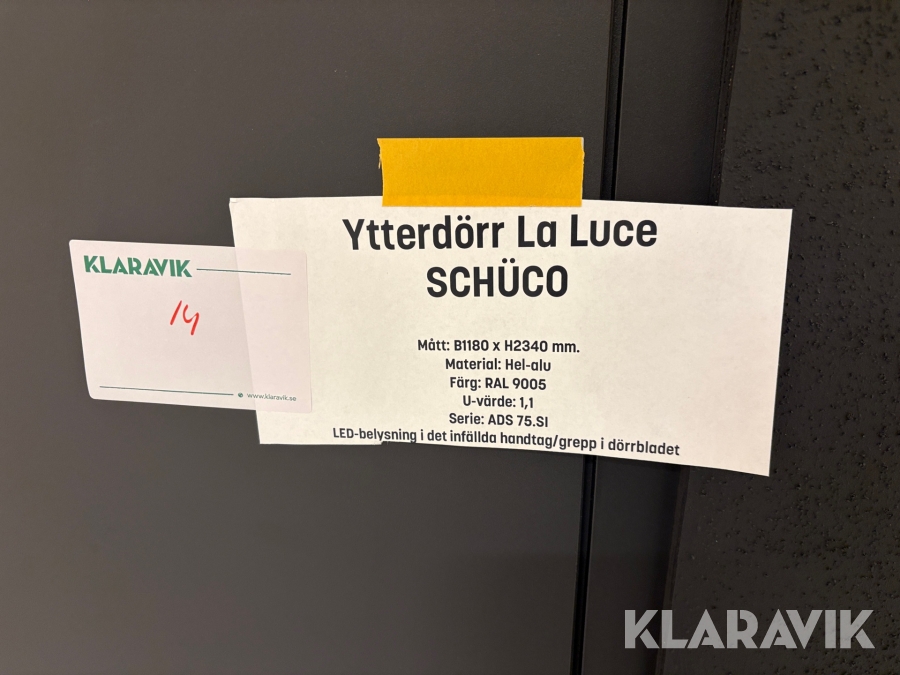 Ytterdörr La Luce
SCHÜCO
Mått: B1180 x H2340 mm.
Material: Hel-alu
Färg: RAL 9005
U-värde: 1,1
Serie: ADS 75.SI
LED-belysning i det infällda handtag/grepp i dörrbladet
KLARAVIK
14
www.klaravik.se
KLARAVIK